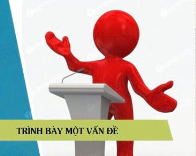 TRÌNH BÀY MỘT VẤN ĐỀ